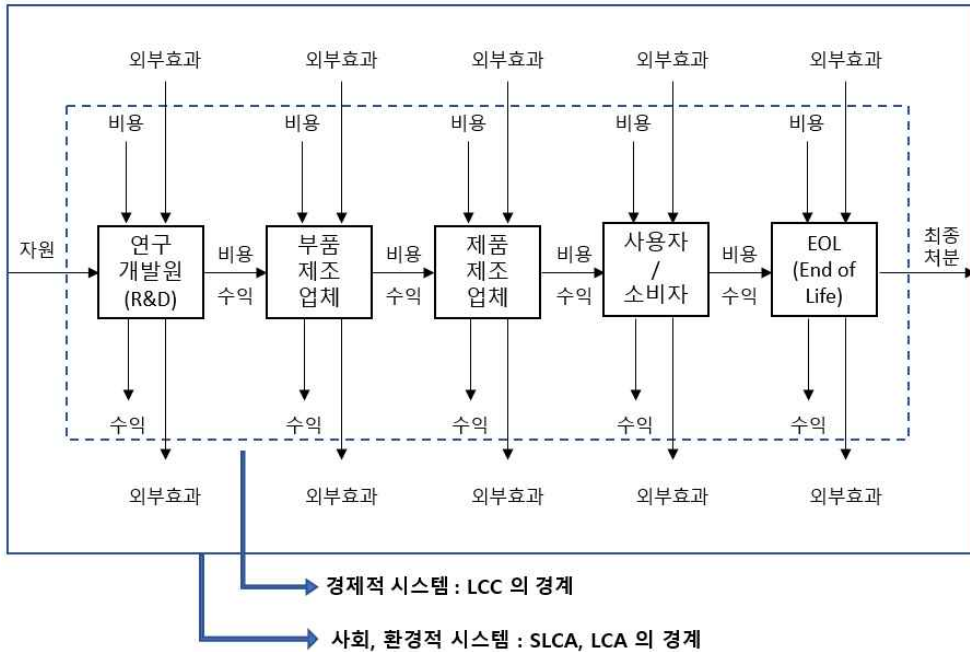 외부효과 외부효과 외부효과 외부효과 외부효과
비용 비용 비용 비용 비용
자원
연구
개발원
(R&D)
비용
수익
부품
제조
업체
비용
수익
제품
제조
업체
비용
수익
사용자
/
소비자
비용
수익
EOL
(End of
Life)
최종
처분
수익 수익 수익 수익 수익
외부효과 외부효과 외부효과 외부효과 외부효과
경제적 시스템 : LCC 의 경계
사회, 환경적 시스템 : SLCA, LCA 의 경계